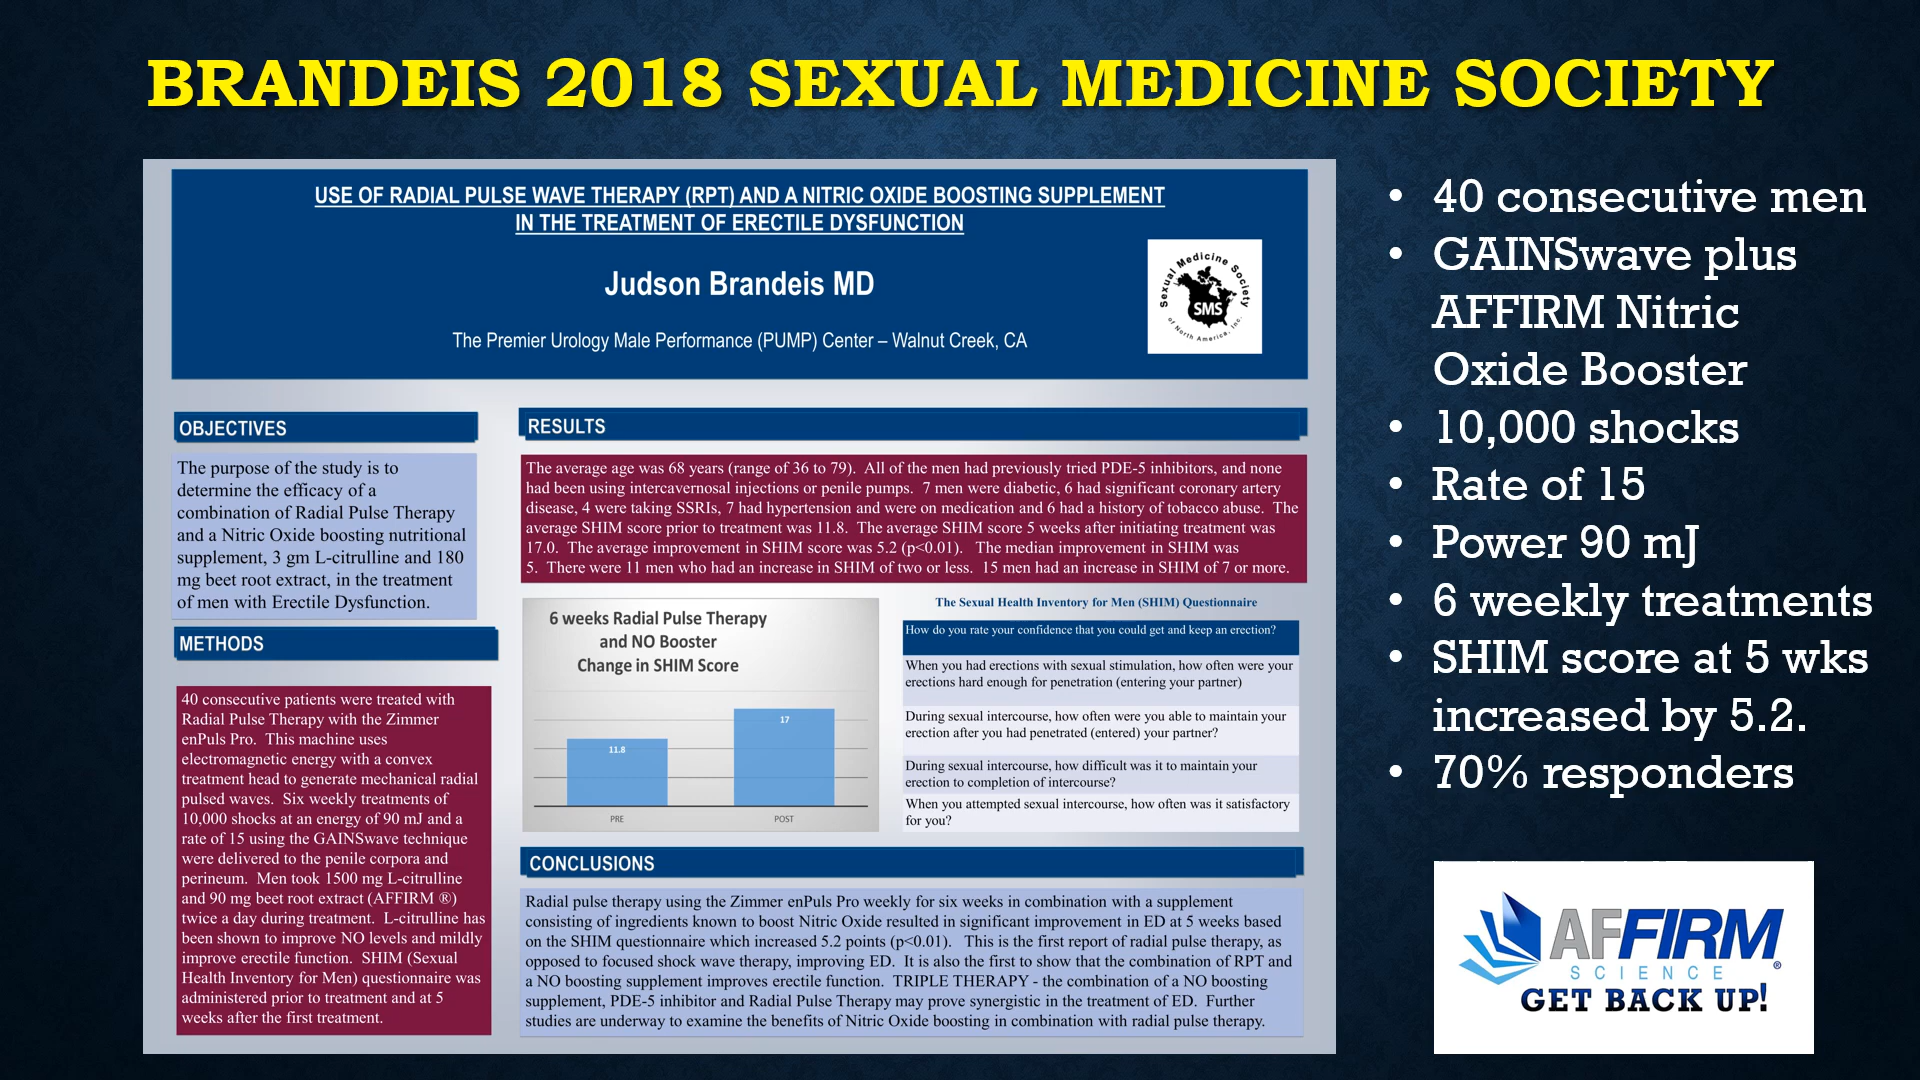 BRANDEIS 2018 SEXUAL MEDICINE SOCIETY
USE OF RADIAL PULSE WAVE THERAPY (RPT) AND A NITRIC OXIDE BOOSTING SUPPLEMENT
IN THE TREATMENT OF ERECTILE DYSFUNCTION
Judson Brandeis MD
The Premier Urology Male Performance (PUMP) Center – Walnut Creek, CA
Sexual Medicine Society
SMS
of North America, Inc.
OBJECTIVES
The purpose of the study is to
determine the efficacy of a
combination of Radial Pulse Therapy
and a Nitric Oxide boosting nutritional
supplement, 3 gm L-citrulline and 180
mg beet root extract, in the treatment
of men with Erectile Dysfunction.
METHODS
40 consecutive patients were treated with
Radial Pulse Therapy with the Zimmer
enPuls Pro.  This machine uses
electromagnetic energy with a convex
treatment head to generate mechanical radial
pulsed waves.  Six weekly treatments of
10,000 shocks at an energy of 90 mJ and a
rate of 15 using the GAINSwave technique
were delivered to the penile corpora and
perineum.  Men took 1500 mg L-citrulline
and 90 mg beet root extract (AFFIRM ®)
twice a day during treatment.  L-citrulline has
been shown to improve NO levels and mildly
improve erectile function.  SHIM (Sexual
Health Inventory for Men) questionnaire was
administered prior to treatment and at 5
weeks after the first treatment.
RESULTS
The average age was 68 years (range of 36 to 79).  All of the men had previously tried PDE-5 inhibitors, and none
had been using intercavernosal injections or penile pumps.  7 men were diabetic, 6 had significant coronary artery
disease, 4 were taking SSRIs, 7 had hypertension and were on medication and 6 had a history of tobacco abuse.  The
average SHIM score prior to treatment was 11.8.  The average SHIM score 5 weeks after initiating treatment was
17.0.  The average improvement in SHIM score was 5.2 (p<0.01).   The median improvement in SHIM was
5.  There were 11 men who had an increase in SHIM of two or less.  15 men had an increase in SHIM of 7 or more.
6 weeks Radial Pulse Therapy
and NO Booster
Change in SHIM Score
11.8
17
PRE
POST
The Sexual Health Inventory for Men (SHIM) Questionnaire
How do you rate your confidence that you could get and keep an erection?
When you had erections with sexual stimulation, how often were your
erections hard enough for penetration (entering your partner)
During sexual intercourse, how often were you able to maintain your
erection after you had penetrated (entered) your partner?
During sexual intercourse, how difficult was it to maintain your
erection to completion of intercourse?
When you attempted sexual intercourse, how often was it satisfactory
for you?
CONCLUSIONS
Radial pulse therapy using the Zimmer enPuls Pro weekly for six weeks in combination with a supplement
consisting of ingredients known to boost Nitric Oxide resulted in significant improvement in ED at 5 weeks based
on the SHIM questionnaire which increased 5.2 points (p<0.01).   This is the first report of radial pulse therapy, as
opposed to focused shock wave therapy, improving ED.  It is also the first to show that the combination of RPT and
a NO boosting supplement improves erectile function.  TRIPLE THERAPY - the combination of a NO boosting
supplement, PDE-5 inhibitor and Radial Pulse Therapy may prove synergistic in the treatment of ED.  Further
studies are underway to examine the benefits of Nitric Oxide boosting in combination with radial pulse therapy.
• 40 consecutive men
• GAINSwave plus
AFFIRM Nitric
Oxide Booster
• 10,000 shocks
• Rate of 15
• Power 90 mJ
• 6 weekly treatments
• SHIM score at 5 wks
increased by 5.2.
• 70% responders
AFFIRM®
SCIENCE
GET BACK UP!